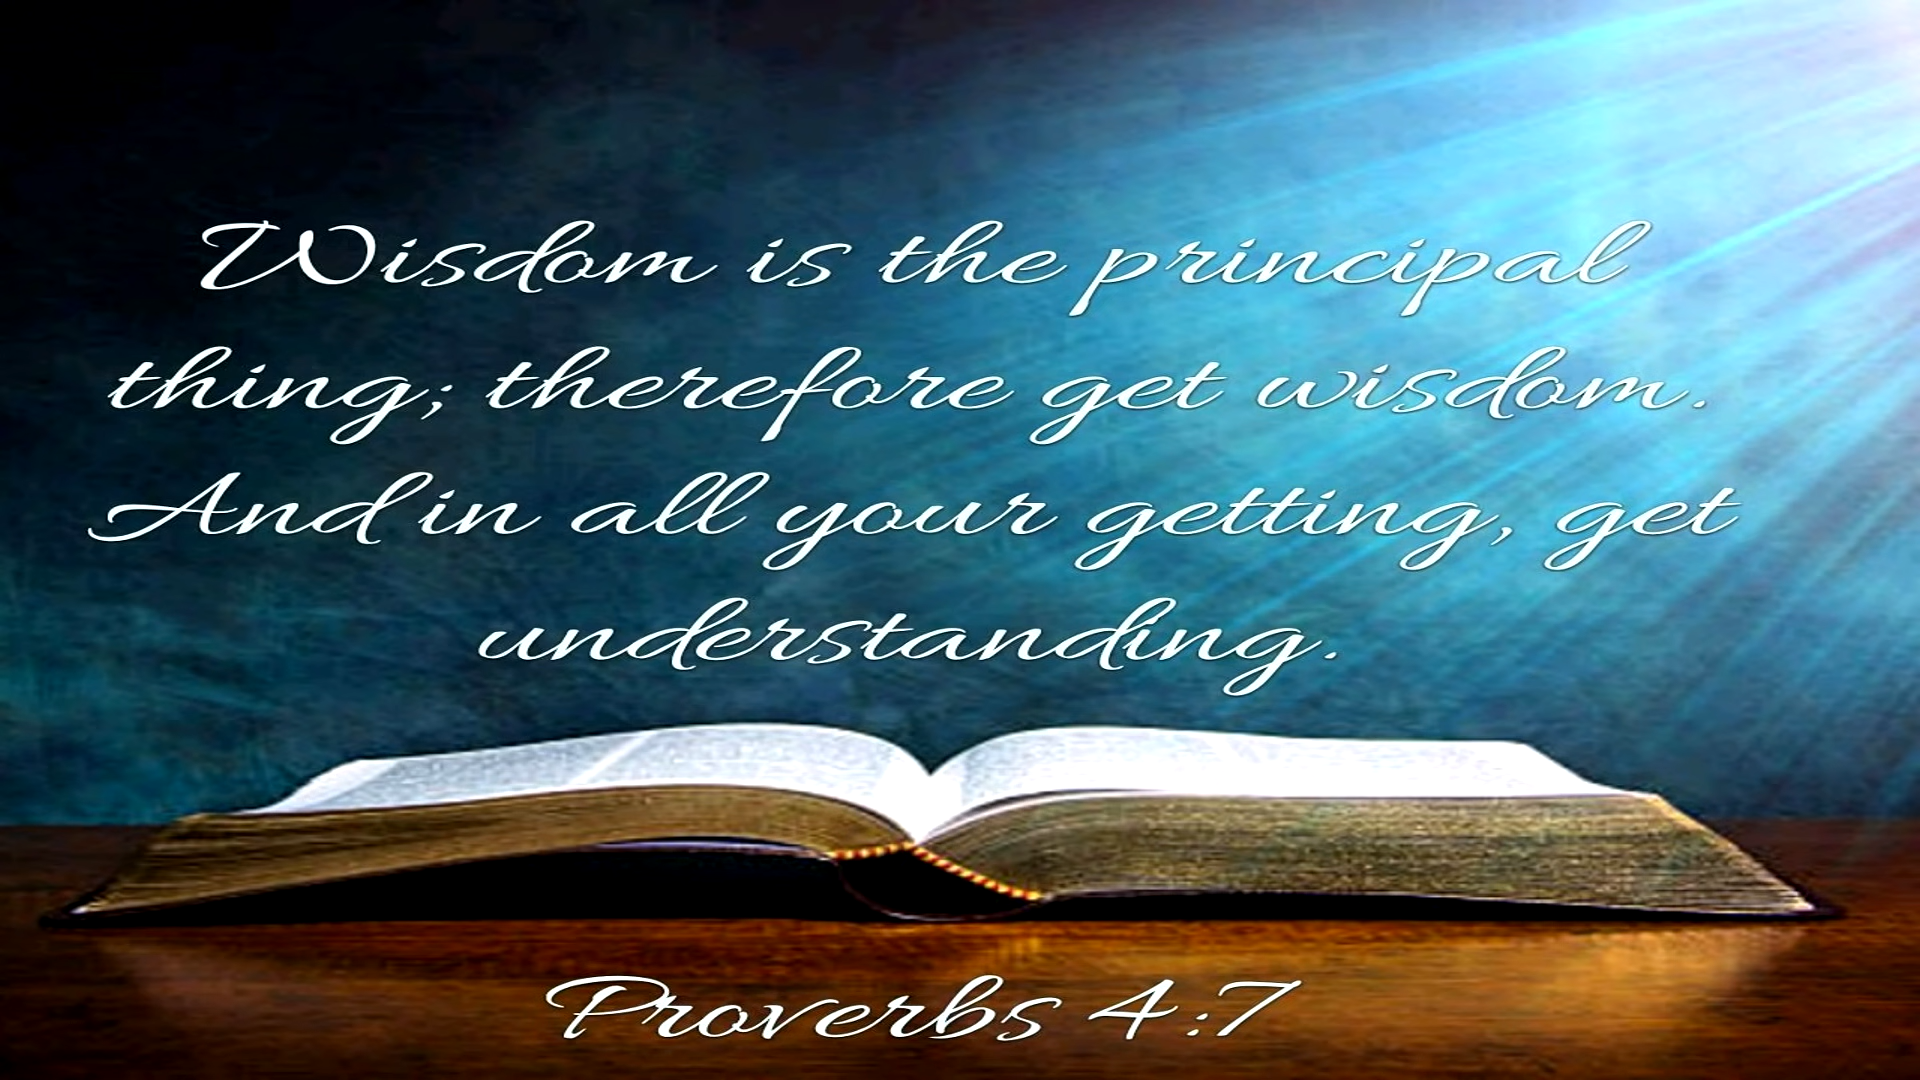 Wisdom is the principal
thing; therefore get wisdom.
And in all your getting, get
understanding.
Proverbs 4:7